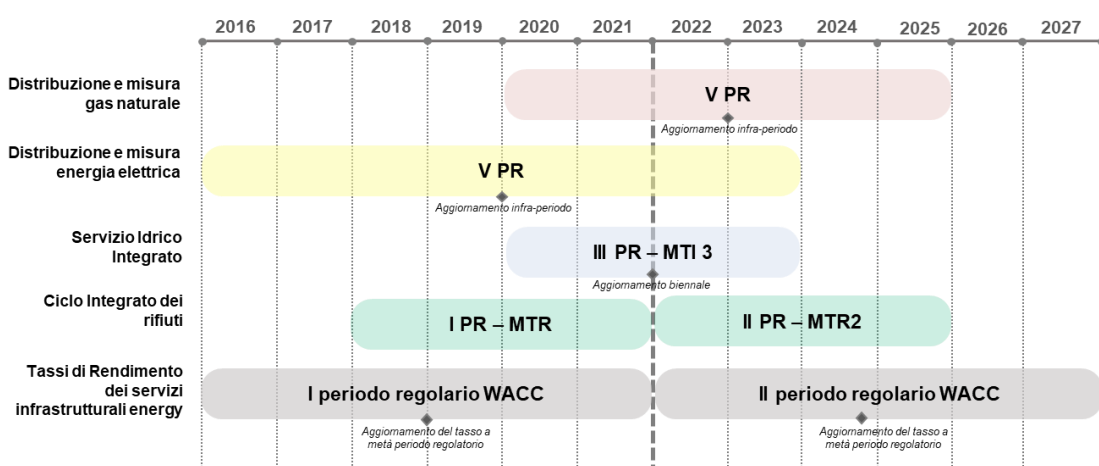 2016 2017 2018 2019 2020 2021 2022 2023 2024 2025 2026 2027
Distribuzione e misura
gas naturale
V PR
Aggiornamento infra-periodo
Distribuzione e misura
energia elettrica
V PR
Aggiornamento infra-periodo
Servizio Idrico
Integrato
III PR – MTI 3
Aggiornamento biennale
Ciclo Integrato dei
rifiuti
I PR – MTR
II PR – MTR2
Tassi di Rendimento
dei servizi
infrastrutturali energy
I periodo regolario WACC
Aggiornamento del tasso a
metà periodo regolatorio
II periodo regolario WACC
Aggiornamento del tasso a
metà periodo regolatorio